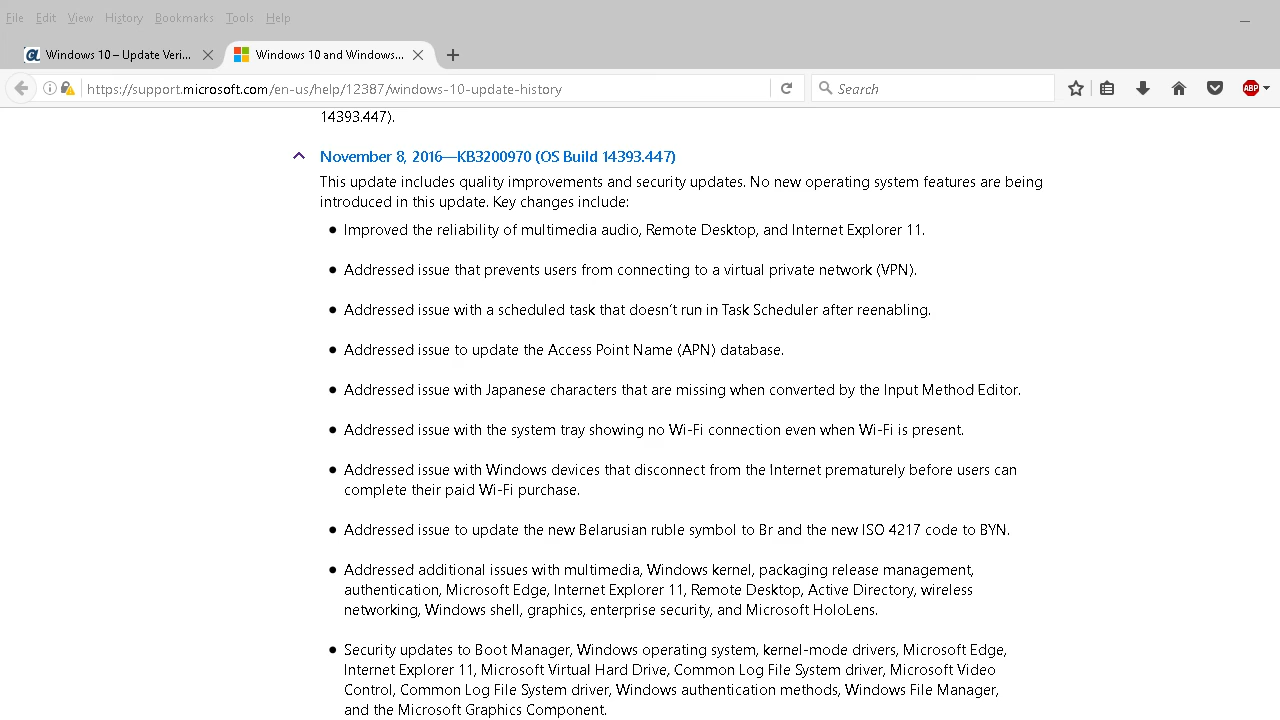 File Edit View History Bookmarks Tools Help
Windows 10 – Update Veri... Windows 10 and Windows...
https://support.microsoft.com/en-us/help/12387/windows-10-update-history Search ABP
14393.447).
November 8, 2016—KB3200970 (OS Build 14393.447)
This update includes quality improvements and security updates. No new operating system features are being
introduced in this update. Key changes include:
● Improved the reliability of multimedia audio, Remote Desktop, and Internet Explorer 11.
● Addressed issue that prevents users from connecting to a virtual private network (VPN).
● Addressed issue with a scheduled task that doesn't run in Task Scheduler after reenabling.
● Addressed issue to update the Access Point Name (APN) database.
● Addressed issue with Japanese characters that are missing when converted by the Input Method Editor.
● Addressed issue with the system tray showing no Wi-Fi connection even when Wi-Fi is present.
● Addressed issue with Windows devices that disconnect from the Internet prematurely before users can
complete their paid Wi-Fi purchase.
● Addressed issue to update the new Belarusian ruble symbol to Br and the new ISO 4217 code to BYN.
● Addressed additional issues with multimedia, Windows kernel, packaging release management,
authentication, Microsoft Edge, Internet Explorer 11, Remote Desktop, Active Directory, wireless
networking, Windows shell, graphics, enterprise security, and Microsoft HoloLens.
● Security updates to Boot Manager, Windows operating system, kernel-mode drivers, Microsoft Edge,
Internet Explorer 11, Microsoft Virtual Hard Drive, Common Log File System driver, Microsoft Video
Control, Common Log File System driver, Windows authentication methods, Windows File Manager,
and the Microsoft Graphics Component.